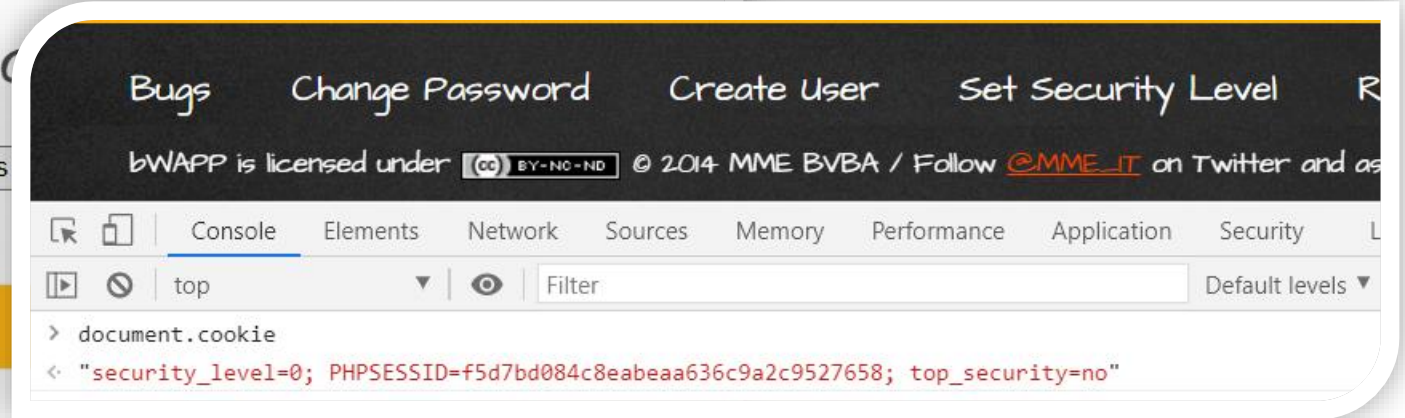 Bugs Change Password Create User Set Security Level R
bWAPP is licensed under (cc) BY-NC-ND © 2014 MME BVBA / Follow @MME_IT on Twitter and as
s
Console Elements Network Sources Memory Performance Application Security L
top Filter Default levels
> document.cookie
"security_level=0; PHPSESSID=f5d7bd084c8eabeaa636c9a2c9527658; top_security=no"